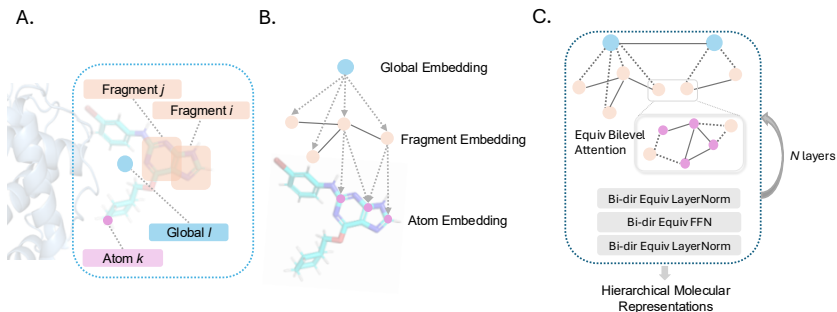 A.
Fragment j
Fragment i
Global l
Atom k
B.
Global Embedding
Fragment Embedding
Atom Embedding
C.
Equiv Bilevel
Attention
N layers
Bi-dir Equiv LayerNorm
Bi-dir Equiv FFN
Bi-dir Equiv LayerNorm
Hierarchical Molecular
Representations